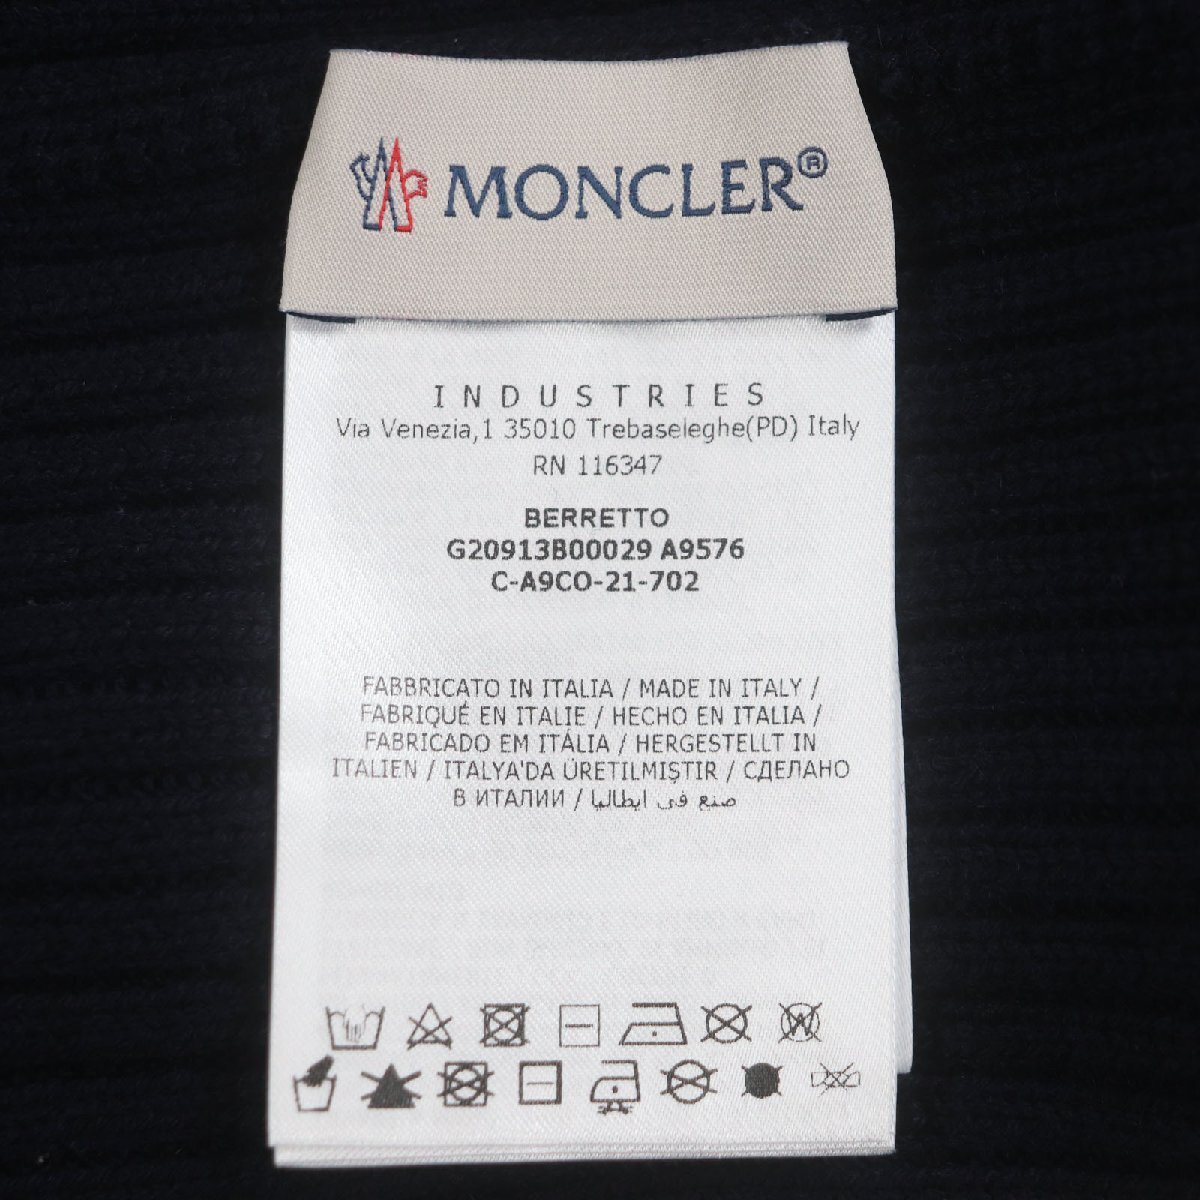 MONCLER®
INDUSTRIES
Via Venezia,1 35010 Trebaseleghe(PD) Italy
RN 116347
BERRETTO
G20913B00029 A9576
C-A9CO-21-702
FABBRICATO IN ITALIA / MADE IN ITALY /
FABRIQUÉ EN ITALIE / HECHO EN ITALIA /
FABRICADO EM ITÁLIA / HERGESTELLT IN
ITALIEN / ITALYA'DA ÜRETILMIŞTIR / СДЕЛАНО
В ИТАЛИИ / صنع في ايطاليا
W